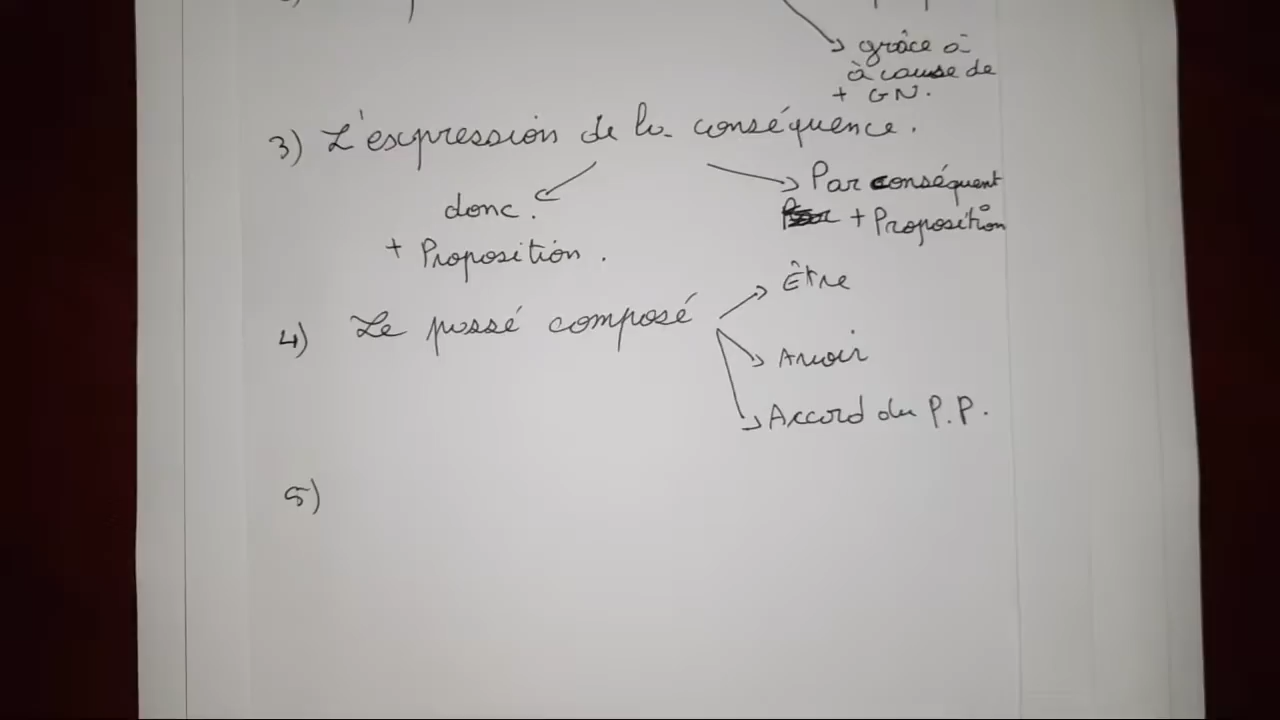 grâce à
à cause de
+ GN.
3) L'expression de la conséquence.
donc. Par conséquent
+ Proposition. + Proposition
4) Le passé composé Être
Avoir
Accord du P.P.
5)